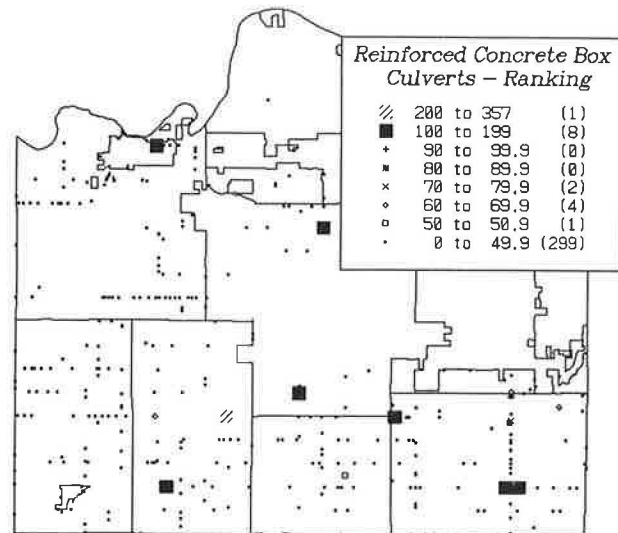 Reinforced Concrete Box
Culverts - Ranking
200 to 357 (1)
100 to 199 (8)
90 to 99.9 (0)
80 to 89.9 (0)
70 to 79.9 (2)
60 to 69.9 (4)
50 to 50.9 (1)
0 to 49.9 (299)